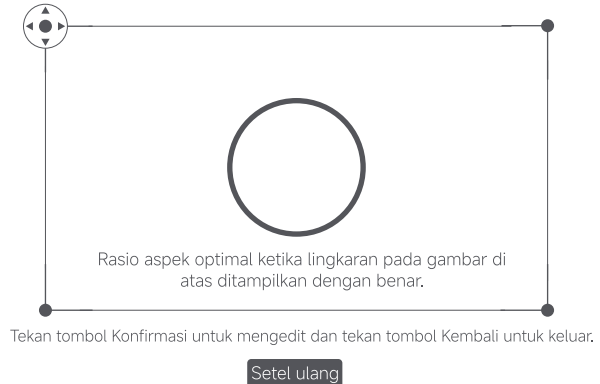 Rasio aspek optimal ketika lingkaran pada gambar di
atas ditampilkan dengan benar.
Tekan tombol Konfirmasi untuk mengedit dan tekan tombol Kembali untuk keluar.
Setel ulang